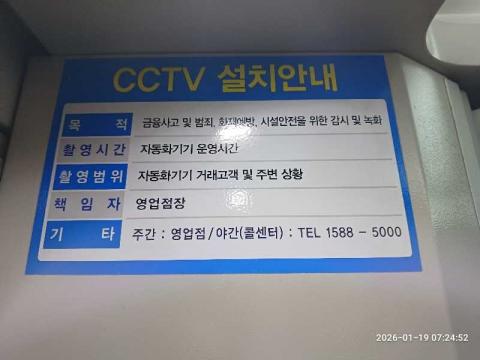 CCTV 설치안내
목 적 금융사고 및 범죄, 화재예방, 시설안전을 위한 감시 및 녹화
촬영시간 자동화기기 운영시간
촬영범위 자동화기기 거래고객 및 주변 상황
책 임 자 영업점장
기 타 주간 : 영업점/야간(콜센터) : TEL 1588 - 5000
2026-01-19 07:24:52